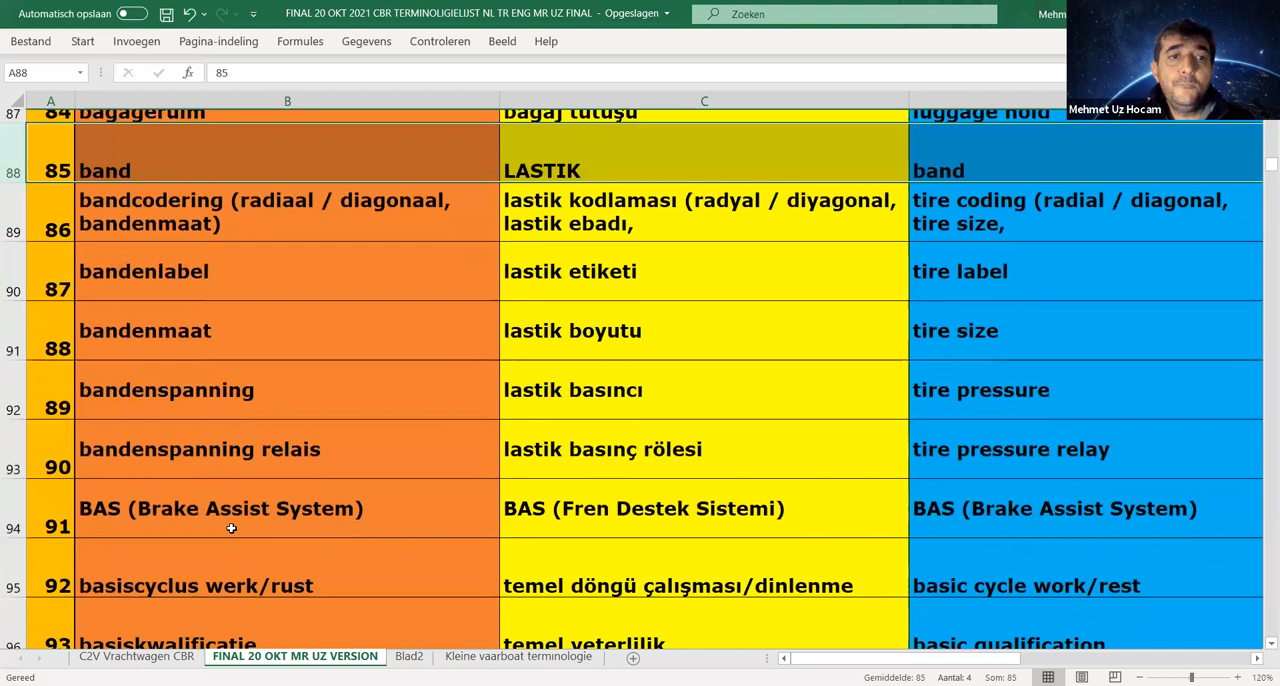 Automatisch opslaan
FINAL 20 OKT 2021 CBR TERMINOLIGIELIJST NL TR ENG MR UZ FINAL - Opgeslagen
Zoeken
Mehm
Bestand Start Invoegen Pagina-indeling Formules Gegevens Controleren Beeld Help
Mehmet Uz Hocam
A88 fx 85
A B C
87 84 bagageruim bagaj tutuşu luggage hold
88 85 band LASTIK band
89 86 bandcodering (radiaal / diagonaal, bandenmaat) lastik kodlaması (radyal / diyagonal, lastik ebadı, tire coding (radial / diagonal, tire size,
90 87 bandenlabel lastik etiketi tire label
91 88 bandenmaat lastik boyutu tire size
92 89 bandenspanning lastik basıncı tire pressure
93 90 bandenspanning relais lastik basınç rölesi tire pressure relay
94 91 BAS (Brake Assist System) BAS (Fren Destek Sistemi) BAS (Brake Assist System)
95 92 basiscyclus werk/rust temel döngü çalışması/dinlenme basic cycle work/rest
96 93 basiskwalificatie temel yeterlilik basic qualification
C2V Vrachtwagen CBR FINAL 20 OKT MR UZ VERSION Blad2 Kleine vaarboat terminologie
Gereed Gemiddelde: 85 Aantal: 4 Som: 85 120%